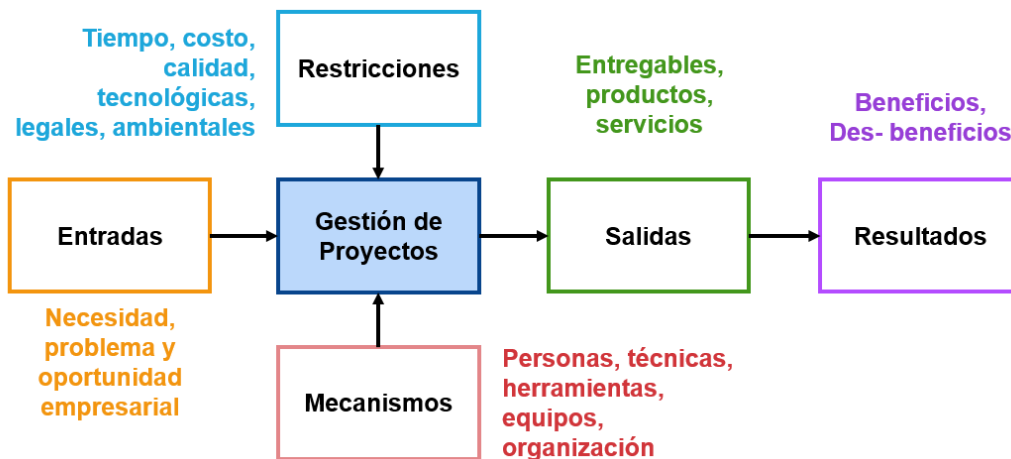 Tiempo, costo,
calidad,
tecnológicas,
legales, ambientales
Restricciones
Entregables,
productos,
servicios
Beneficios,
Des- beneficios
Entradas
Gestión de
Proyectos
Salidas
Resultados
Necesidad,
problema y
oportunidad
empresarial
Mecanismos
Personas, técnicas,
herramientas,
equipos,
organización